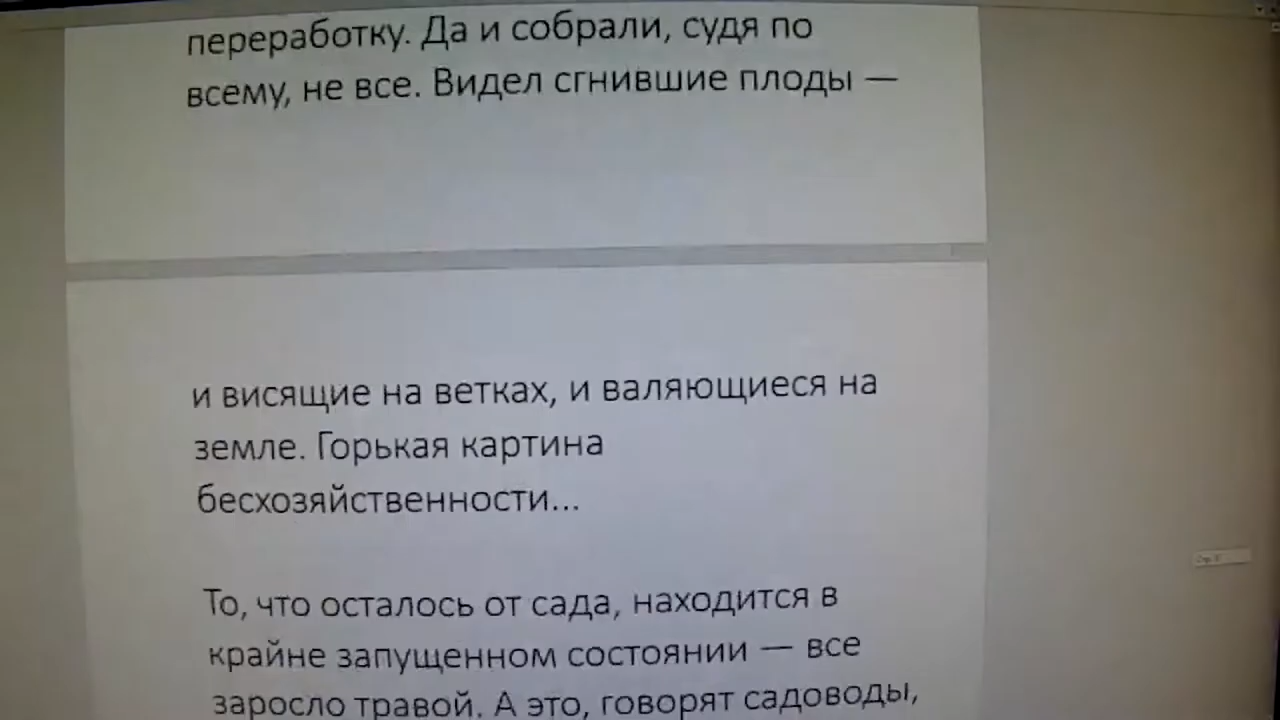 переработку. Да и собрали, судя по
всему, не все. Видел сгнившие плоды —
и висящие на ветках, и валяющиеся на
земле. Горькая картина
бесхозяйственности...
То, что осталось от сада, находится в
крайне запущенном состоянии — все
заросло травой. А это, говорят садоводы,